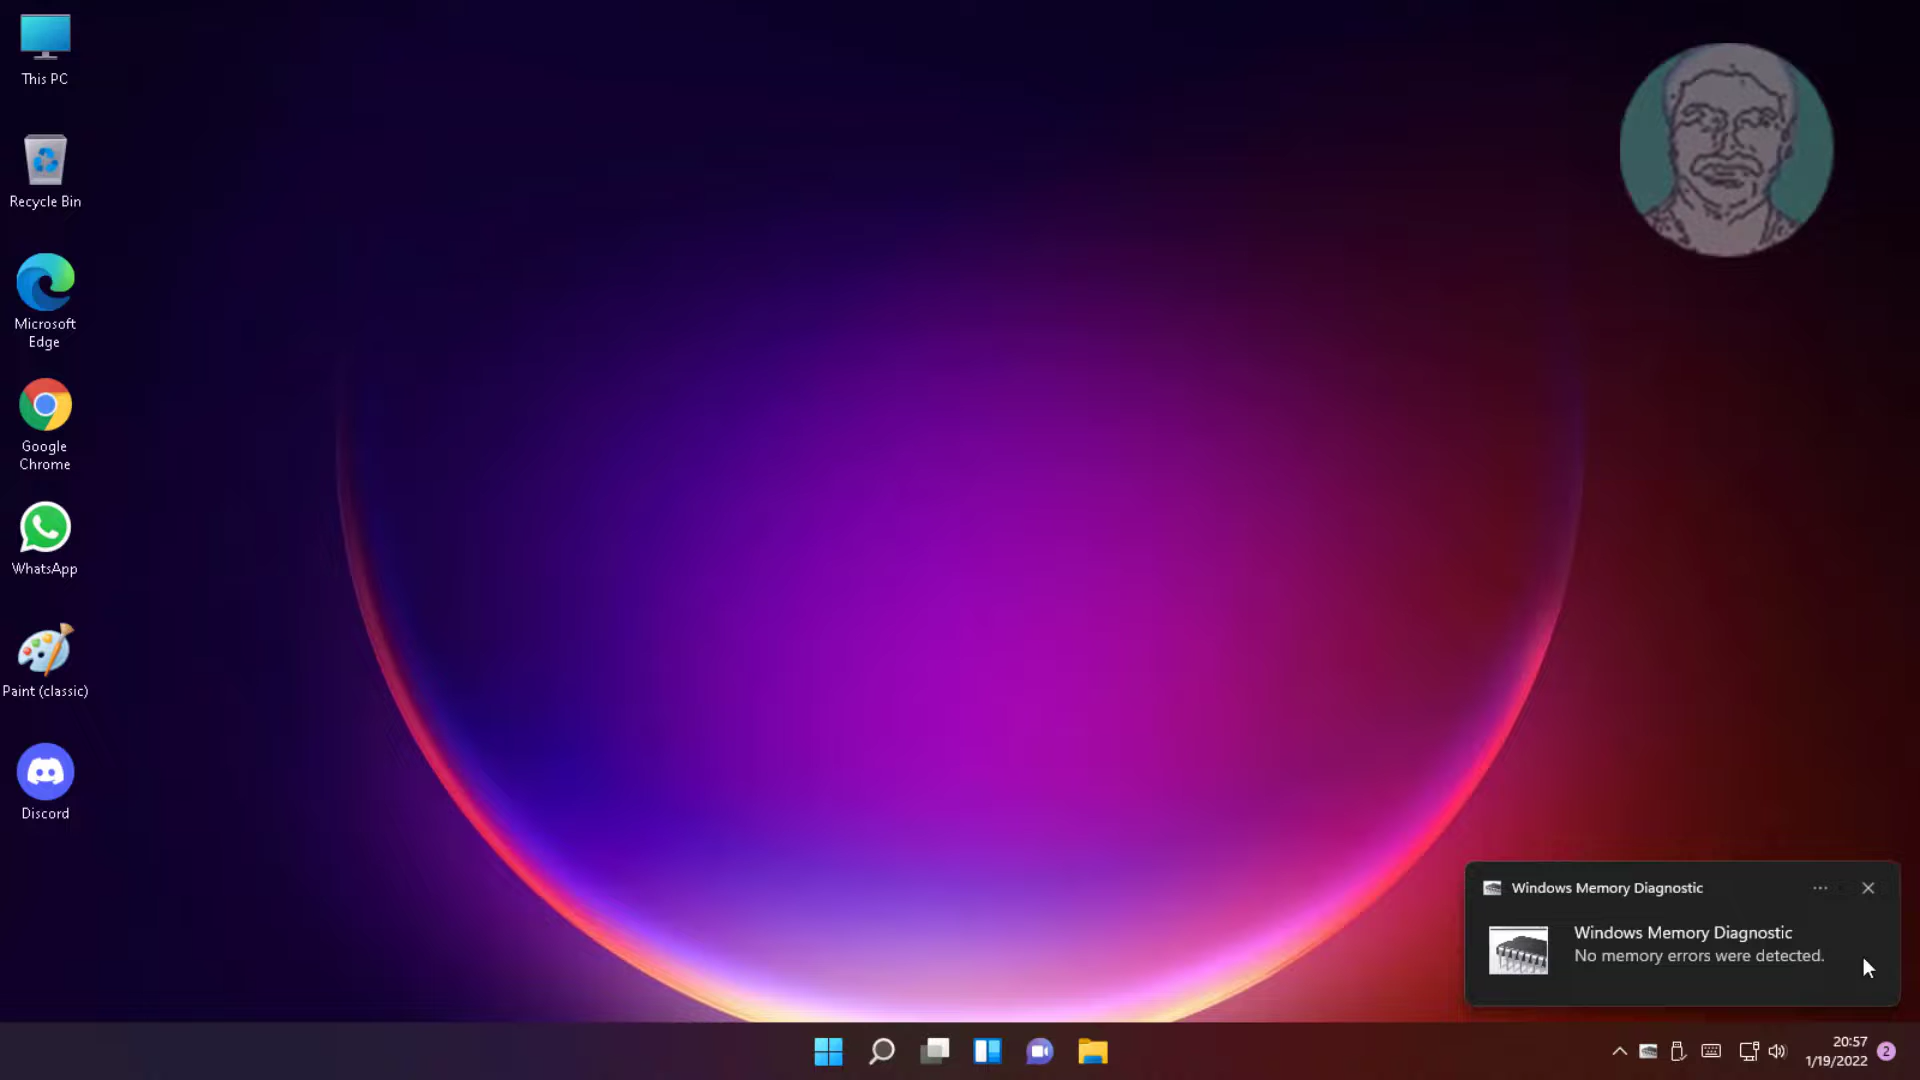 This PC
Recycle Bin
Microsoft
Edge
Google
Chrome
WhatsApp
Paint (classic)
Discord
Windows Memory Diagnostic
Windows Memory Diagnostic
No memory errors were detected.
20:57
1/19/2022
2